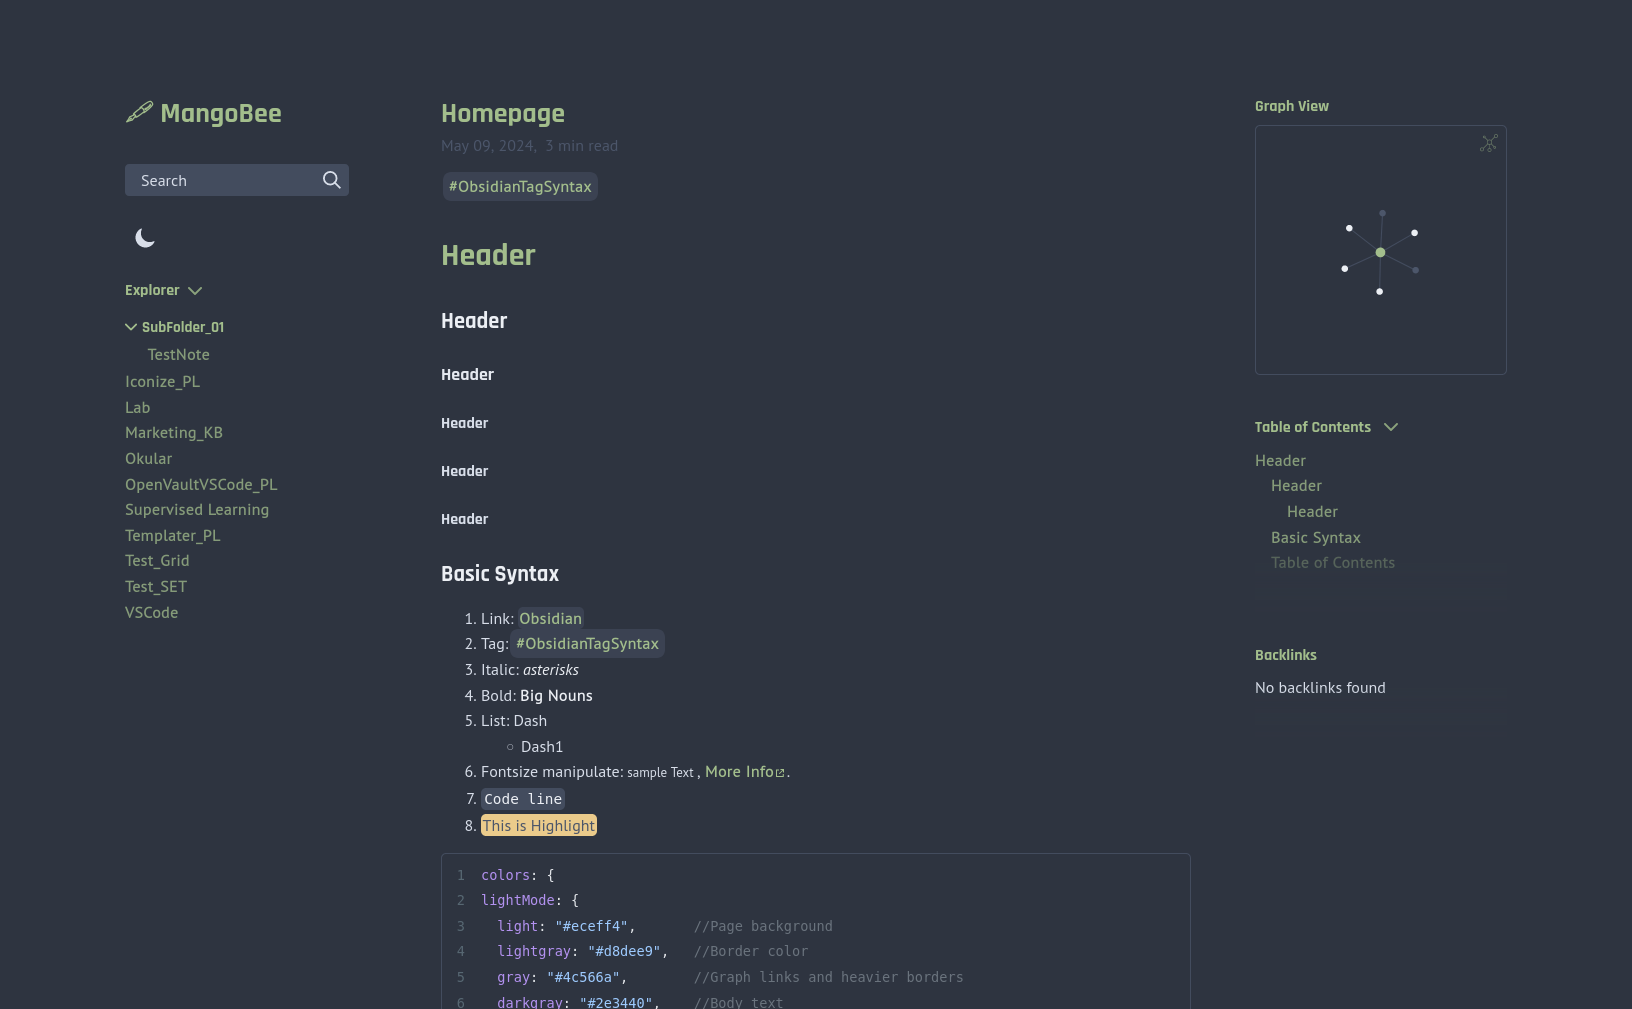 MangoBee
Search
Explorer
SubFolder_01
TestNote
Iconize_PL
Lab
Marketing_KB
Okular
OpenVaultVSCode_PL
Supervised Learning
Templater_PL
Test_Grid
Test_SET
VSCode
Homepage
May 09, 2024, 3 min read
#ObsidianTagSyntax
Header
Header
Header
Header
Header
Header
Basic Syntax
1. Link: Obsidian
2. Tag: #ObsidianTagSyntax
3. Italic: asterisks
4. Bold: Big Nouns
5. List: Dash
○ Dash1
6. Fontsize manipulate: sample Text , More Info.
7. Code line
8. This is Highlight
1 colors: {
2 lightMode: {
3 light: "#eceff4", //Page background
4 lightgray: "#d8dee9", //Border color
5 gray: "#4c566a", //Graph links and heavier borders
6 darkgray: "#2e3440", //Body text
Graph View
Table of Contents
Header
Header
Header
Basic Syntax
Table of Contents
Backlinks
No backlinks found